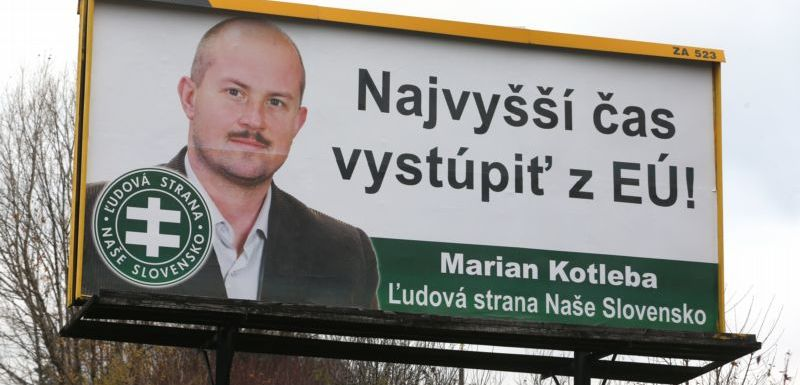 ZA 523
Najvyšší čas
vystúpiť z EÚ!
ĽUDOVÁ STRANA
NAŠE SLOVENSKO
Marian Kotleba
Ľudová strana Naše Slovensko